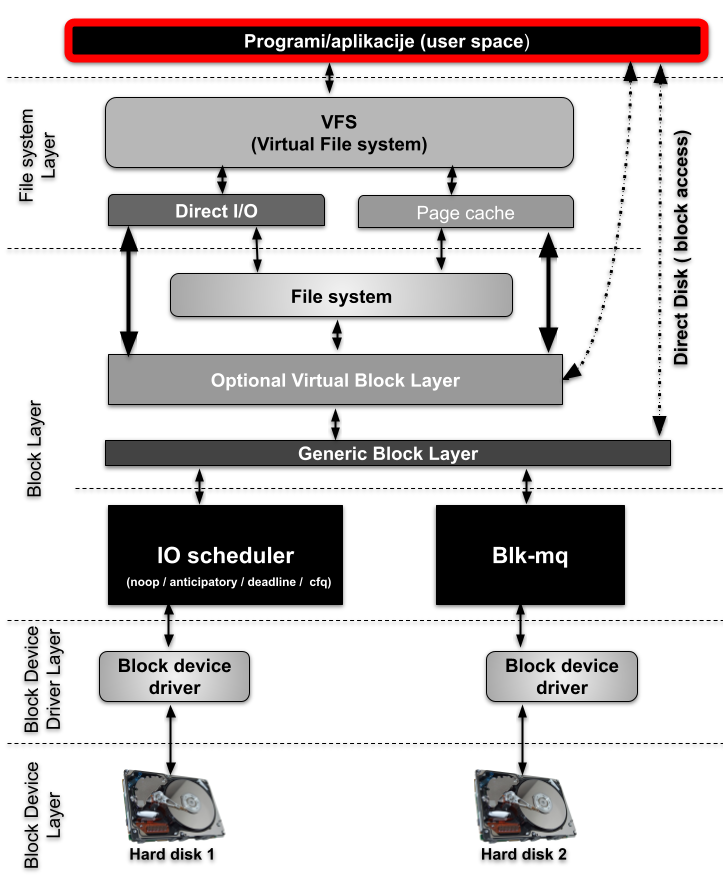 Programi/aplikacije (user space)
File system
Layer
VFS
(Virtual File system)
Direct I/O
Page cache
Direct Disk ( block access)
File system
Optional Virtual Block Layer
Block Layer
Generic Block Layer
IO scheduler
(noop / anticipatory / deadline / cfq)
Blk-mq
Block Device
Driver Layer
Block device
driver
Block device
driver
Block Device
Layer
Hard disk 1
Hard disk 2